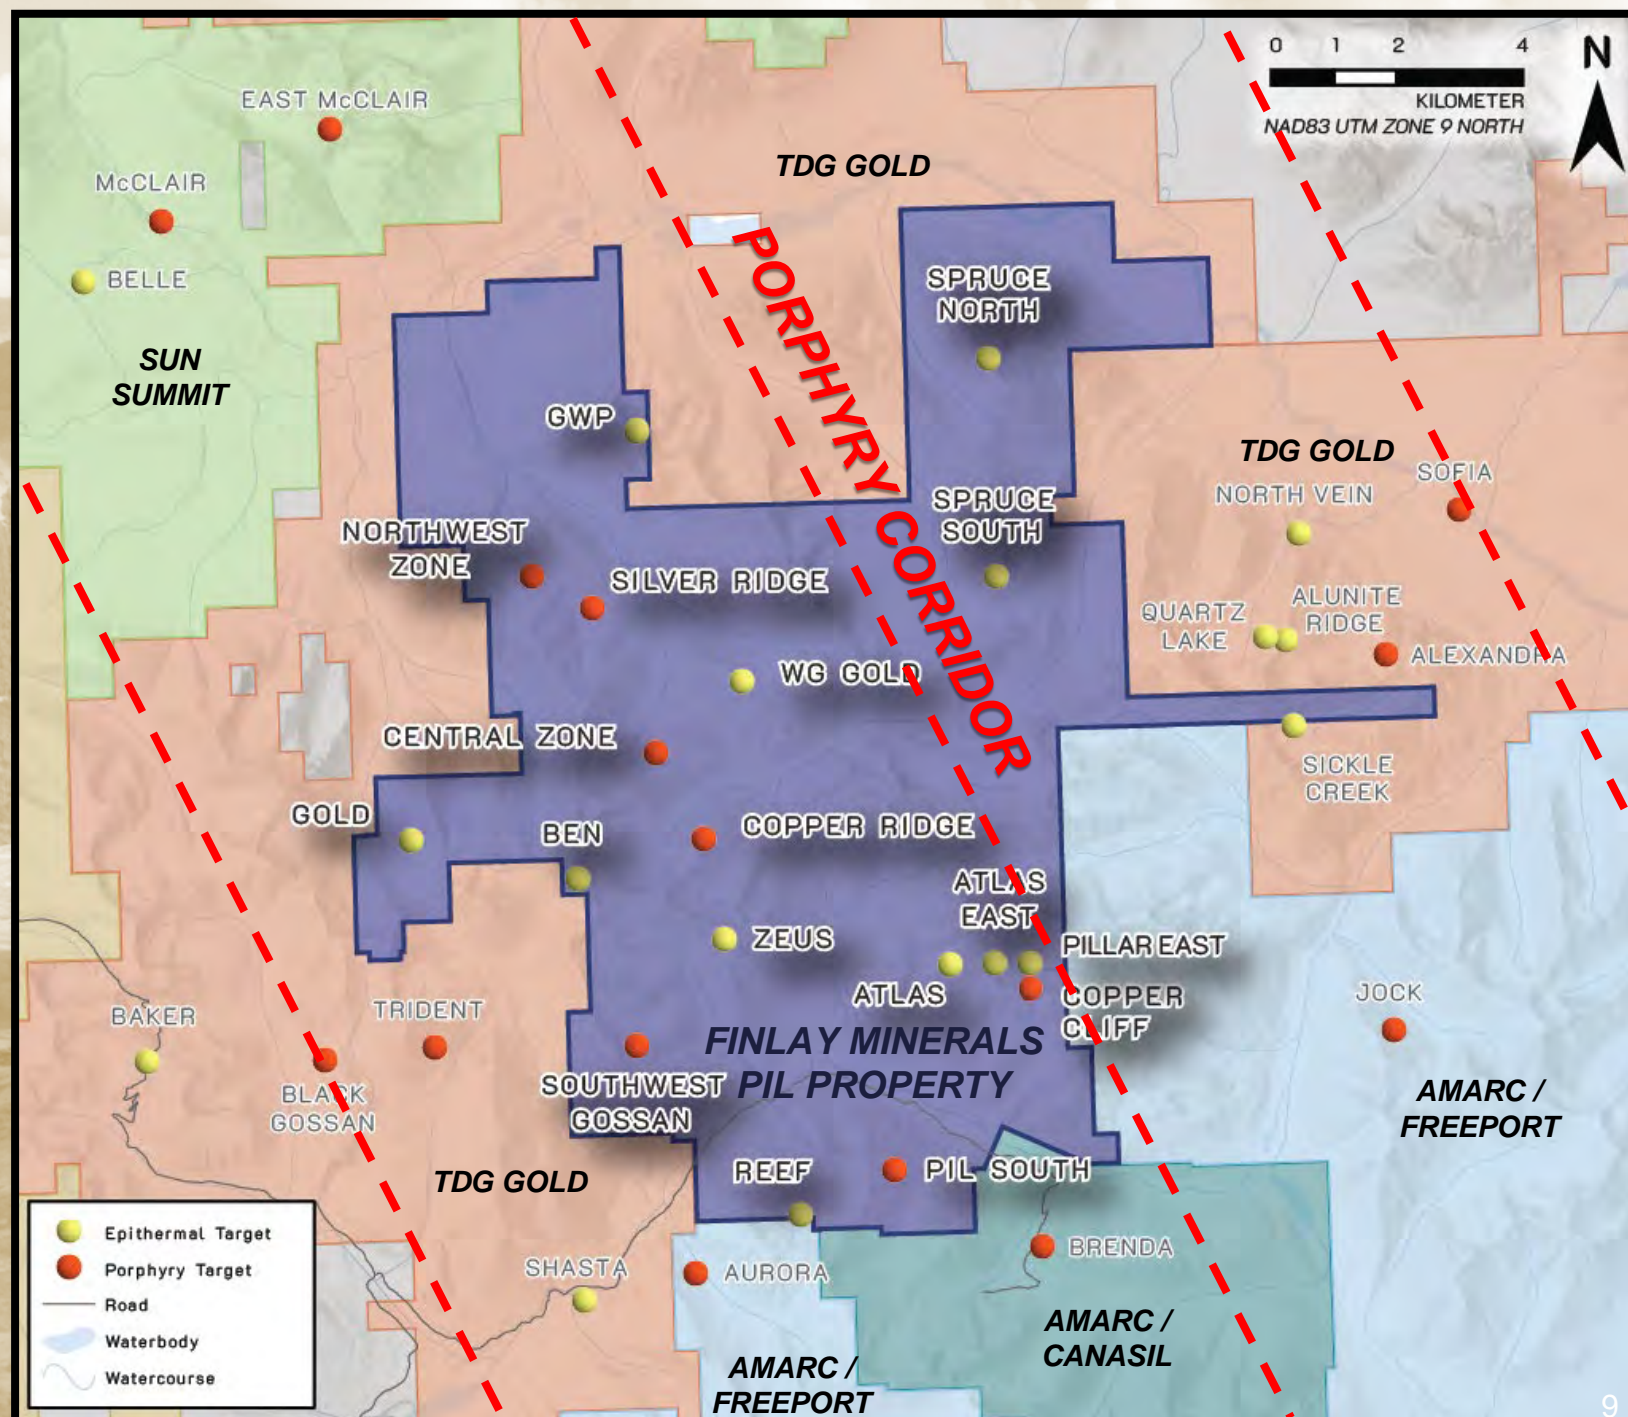 0 1 2 4
N
KILOMETER
NAD83 UTM ZONE 9 NORTH
EAST McCLAIR
McCLAIR
BELLE
SUN
SUMMIT
TDG GOLD
PORPHYRY CORRIDOR
SPRUCE
NORTH
GWP
SPRUCE
SOUTH
TDG GOLD
NORTH VEIN
SOFIA
NORTHWEST
ZONE
SILVER RIDGE
QUARTZ
LAKE
ALUNITE
RIDGE
ALEXANDRA
WG GOLD
CENTRAL ZONE
SICKLE
CREEK
GOLD
BEN
COPPER RIDGE
ATLAS
EAST
ZEUS
PILLAR EAST
ATLAS
COPPER
CLIFF
JOCK
BAKER
TRIDENT
BLACK
GOSSAN
FINLAY MINERALS
PIL PROPERTY
SOUTHWEST
GOSSAN
AMARC /
FREEPORT
TDG GOLD
REEF
PIL SOUTH
BRENDA
SHASTA
AURORA
AMARC /
CANASIL
AMARC /
FREEPORT
Epithermal Target
Porphyry Target
Road
Waterbody
Watercourse
9